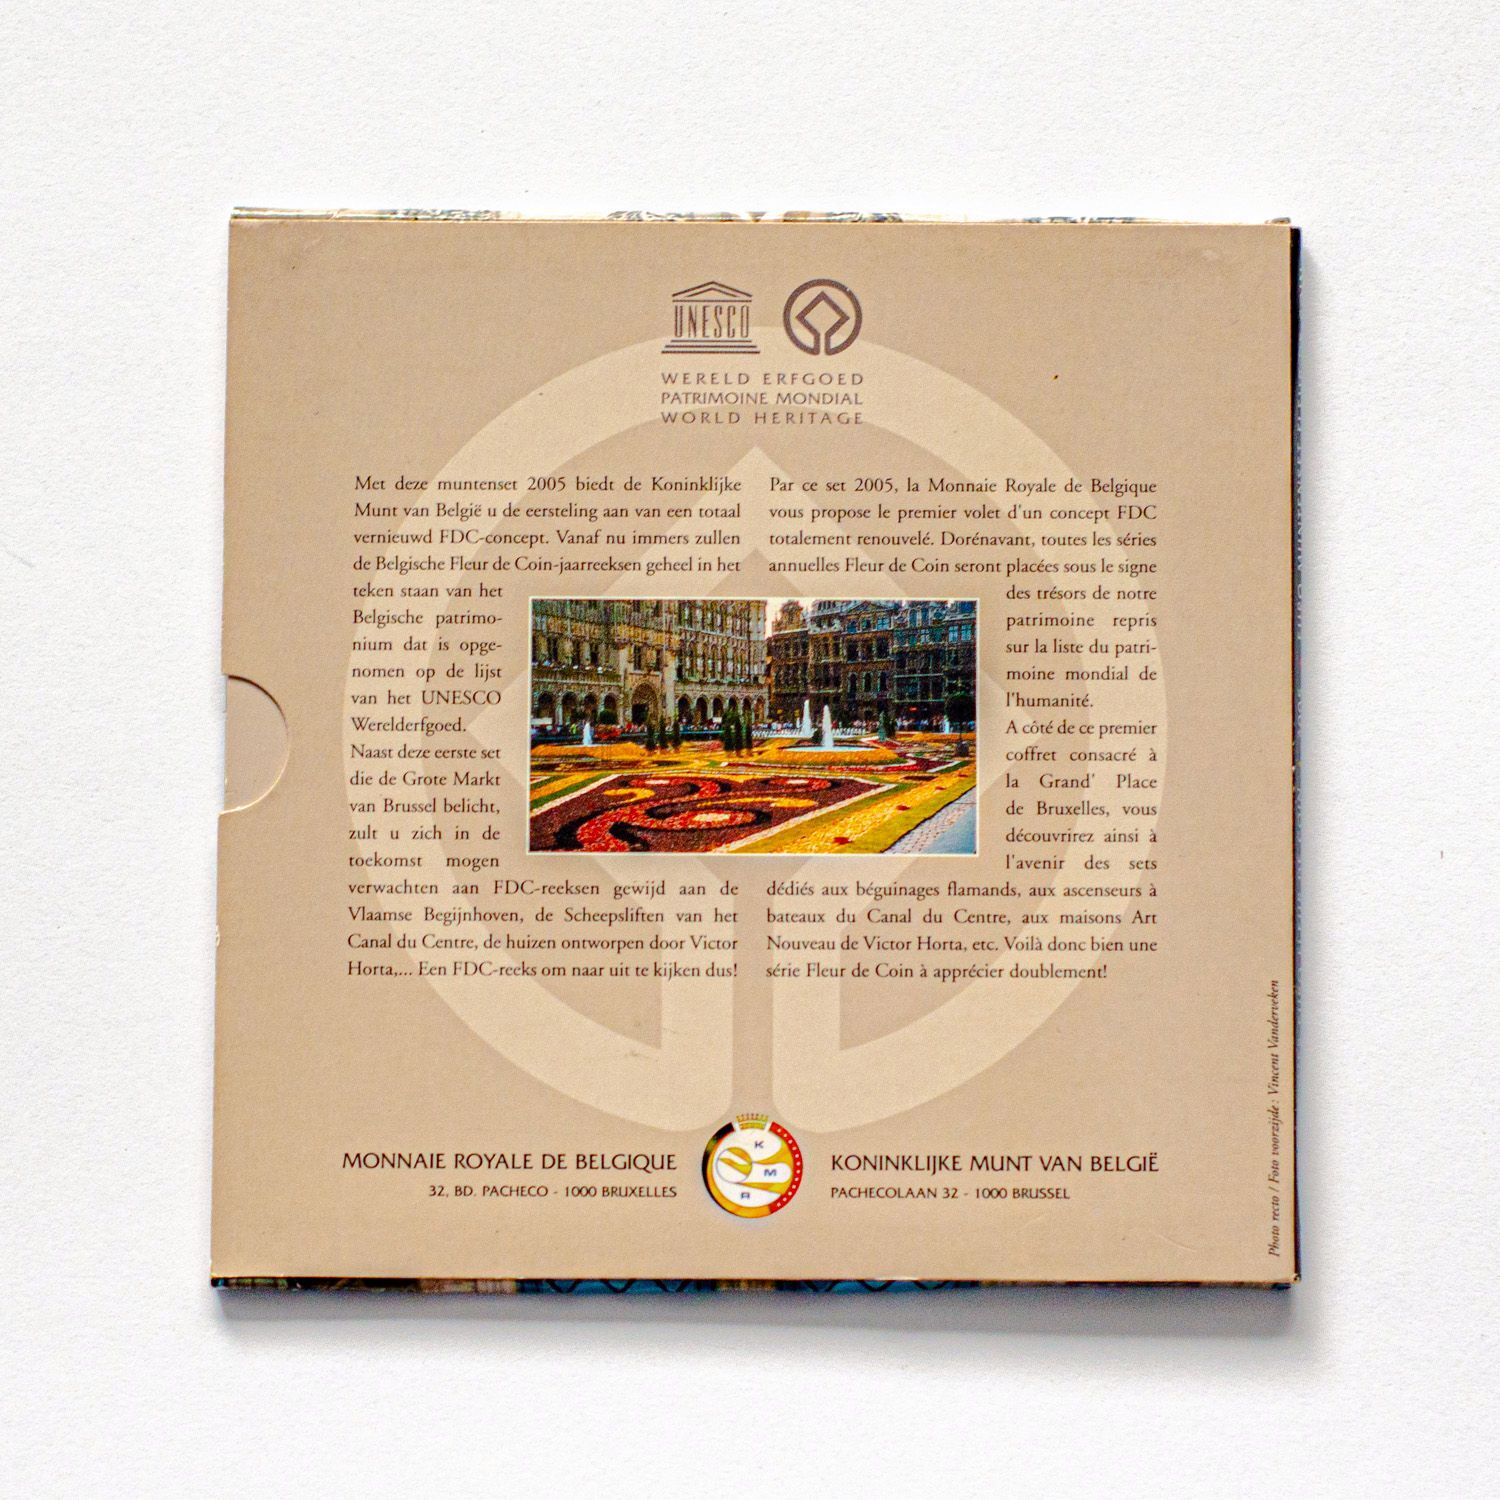 UNESCO
WERELD ERFGOED
PATRIMOINE MONDIAL
WORLD HERITAGE
Met deze muntenset 2005 biedt de Koninklijke
Munt van België u de eersteling aan van een totaal
vernieuwd FDC-concept. Vanaf nu immers zullen
de Belgische Fleur de Coin-jaarreeksen geheel in het
teken staan van het
Belgische patrimo-
nium dat is opge-
nomen op de lijst
van het UNESCO
Werelderfgoed.
Naast deze eerste set
die de Grote Markt
van Brussel belicht,
zult u zich in de
toekomst mogen
verwachten aan FDC-reeksen gewijd aan de
Vlaamse Begijnhoven, de Scheepsliften van het
Canal du Centre, de huizen ontworpen door Victor
Horta,... Een FDC-reeks om naar uit te kijken dus!
Par ce set 2005, la Monnaie Royale de Belgique
vous propose le premier volet d'un concept FDC
totalement renouvelé. Dorénavant, toutes les séries
annuelles Fleur de Coin seront placées sous le signe
des trésors de notre
patrimoine repris
sur la liste du patri-
moine mondial de
l'humanité.
A côté de ce premier
coffret consacré à
la Grand' Place
de Bruxelles, vous
découvrirez ainsi à
l'avenir des sets
dédiés aux béguinages flamands, aux ascenseurs à
bateaux du Canal du Centre, aux maisons Art
Nouveau de Victor Horta, etc. Voilà donc bien une
série Fleur de Coin à apprécier doublement!
MONNAIE ROYALE DE BELGIQUE
32, BD. PACHECO - 1000 BRUXELLES
K
M
R
KONINKLIJKE MUNT VAN BELGIË
PACHECOLAAN 32 - 1000 BRUSSEL
Photo recto / Foto voorzijde : Vincent Vanderveken